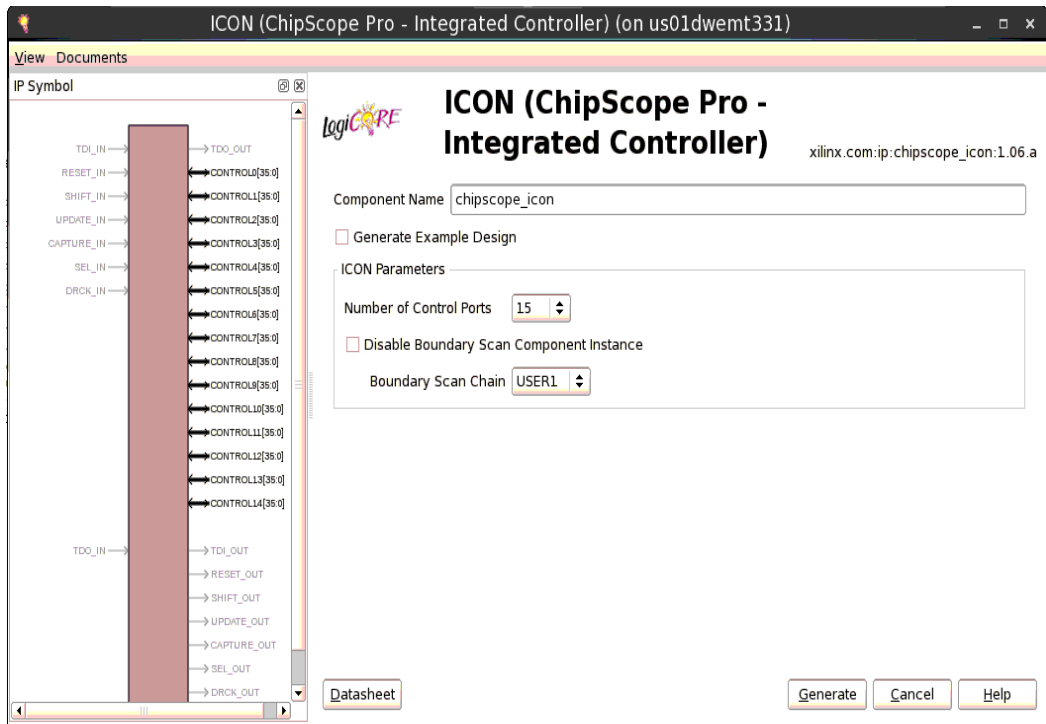 ICON (ChipScope Pro - Integrated Controller) (on us01dwemt331)
View Documents
IP Symbol
TDI_IN TDO_OUT
RESET_IN CONTROL0[35:0]
SHIFT_IN CONTROL1[35:0]
UPDATE_IN CONTROL2[35:0]
CAPTURE_IN CONTROL3[35:0]
SEL_IN CONTROL4[35:0]
DRCK_IN CONTROL5[35:0]
CONTROL6[35:0]
CONTROL7[35:0]
CONTROL8[35:0]
CONTROL9[35:0]
CONTROL10[35:0]
CONTROL11[35:0]
CONTROL12[35:0]
CONTROL13[35:0]
CONTROL14[35:0]
TDO_IN TDI_OUT
RESET_OUT
SHIFT_OUT
UPDATE_OUT
CAPTURE_OUT
SEL_OUT
DRCK_OUT
LogiCORE
ICON (ChipScope Pro -
Integrated Controller)
xilinx.com:ip:chipscope_icon:1.06.a
Component Name chipscope_icon
Generate Example Design
ICON Parameters
Number of Control Ports 15
Disable Boundary Scan Component Instance
Boundary Scan Chain USER1
Datasheet Generate Cancel Help